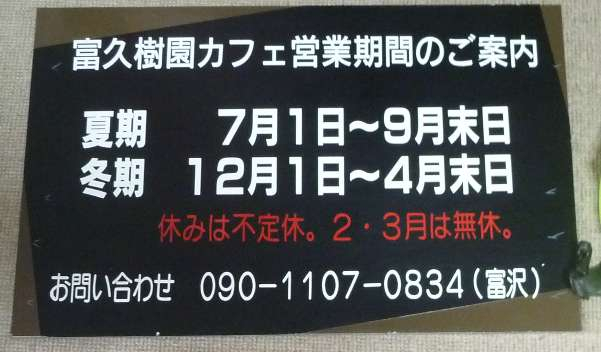 富久樹園カフェ営業期間のご案内
夏期 7月1日～9月末日
冬期 12月1日～4月末日
休みは不定休。2・3月は無休。
お問い合わせ 090-1107-0834(富沢)